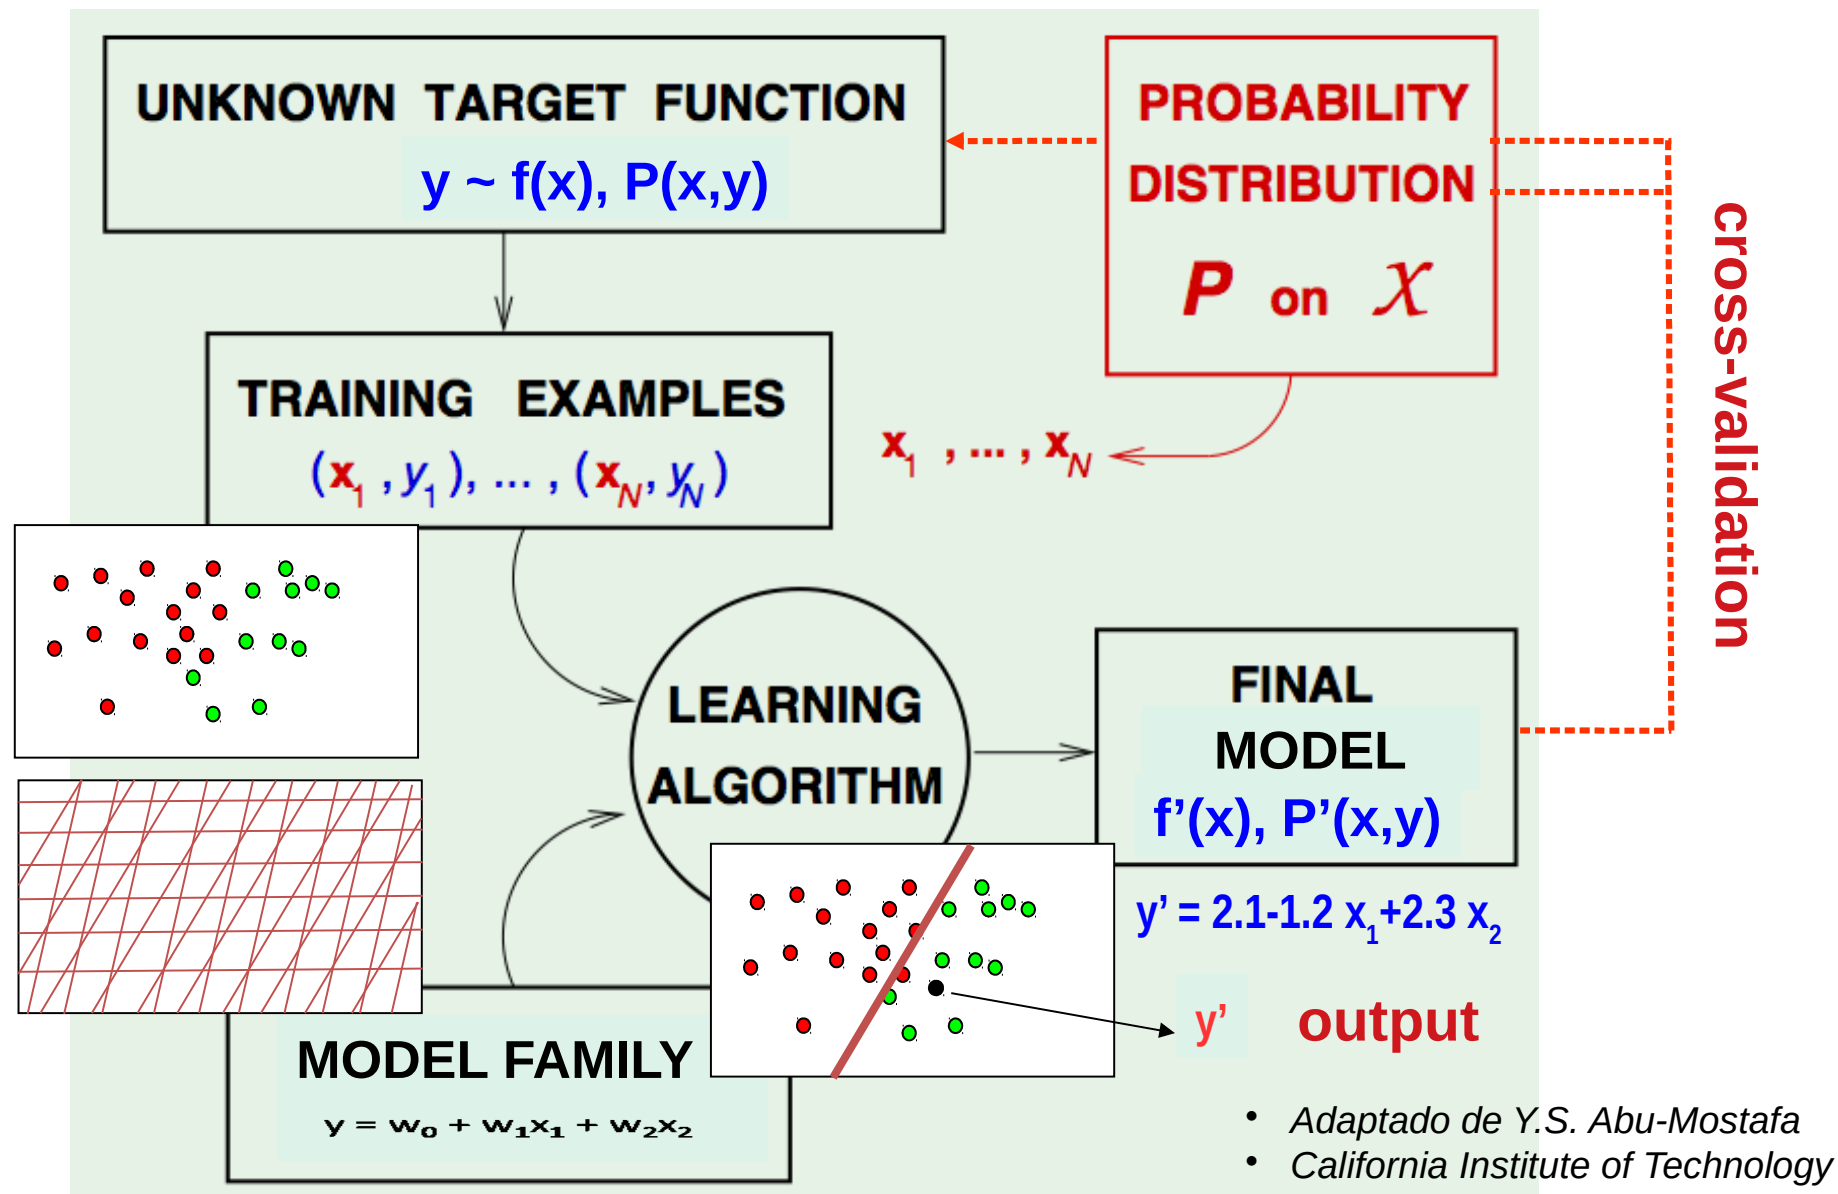 UNKNOWN TARGET FUNCTION
y ~ f(x), P(x,y)
PROBABILITY
DISTRIBUTION
P on X
cross-validation
TRAINING EXAMPLES
(x1 , y1), ... , (xN, yN)
x1 , ... , xN
LEARNING
ALGORITHM
FINAL
MODEL
f’(x), P’(x,y)
y’ = 2.1-1.2 x1+2.3 x2
y’ output
MODEL FAMILY
y = w0 + w1x1 + w2x2
• Adaptado de Y.S. Abu-Mostafa
• California Institute of Technology